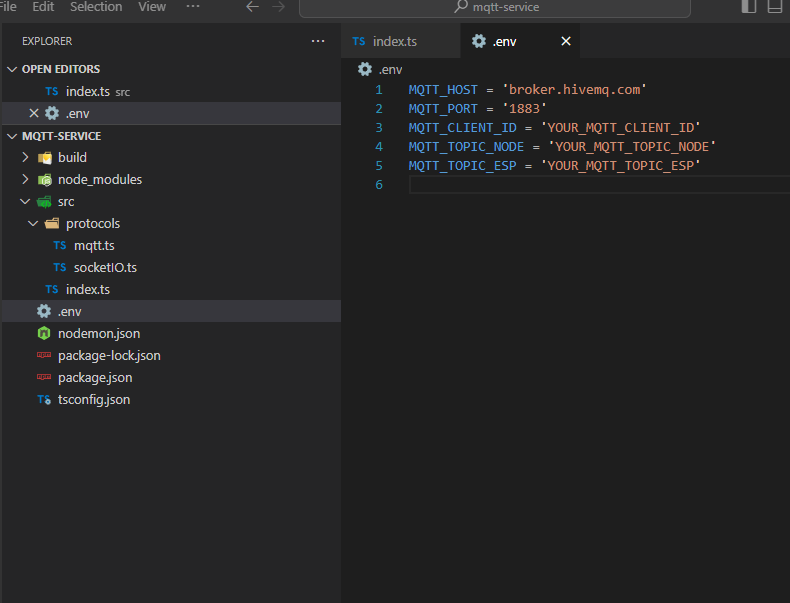 File Edit Selection View ··· mqtt-service
EXPLORER ···
OPEN EDITORS
TS index.ts src
.env
MQTT-SERVICE
build
node_modules
src
protocols
TS mqtt.ts
TS socketIO.ts
TS index.ts
.env
nodemon.json
package-lock.json
package.json
TS tsconfig.json
TS index.ts .env
.env
1 MQTT_HOST = 'broker.hivemq.com'
2 MQTT_PORT = '1883'
3 MQTT_CLIENT_ID = 'YOUR_MQTT_CLIENT_ID'
4 MQTT_TOPIC_NODE = 'YOUR_MQTT_TOPIC_NODE'
5 MQTT_TOPIC_ESP = 'YOUR_MQTT_TOPIC_ESP'
6